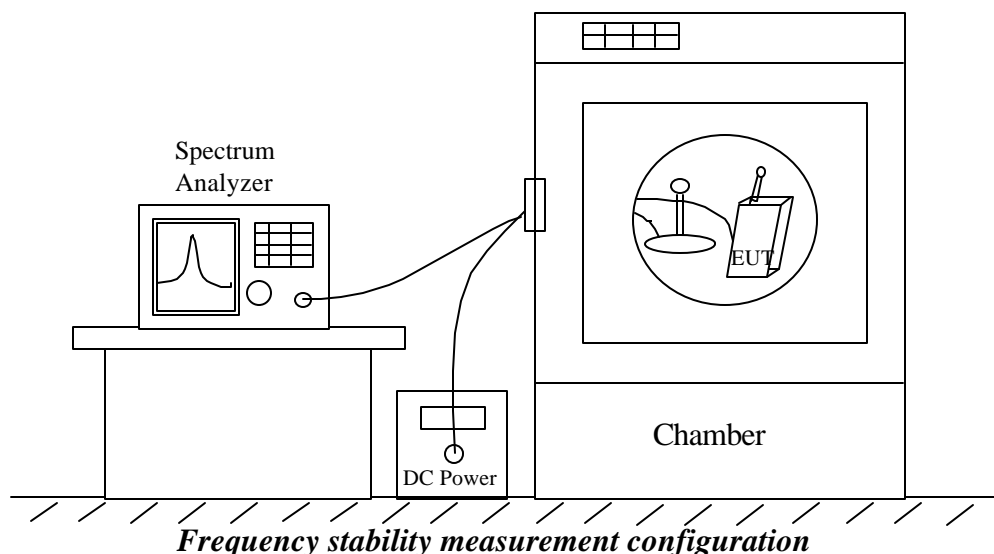 Spectrum
Analyzer
EUT
Chamber
DC Power
Frequency stability measurement configuration